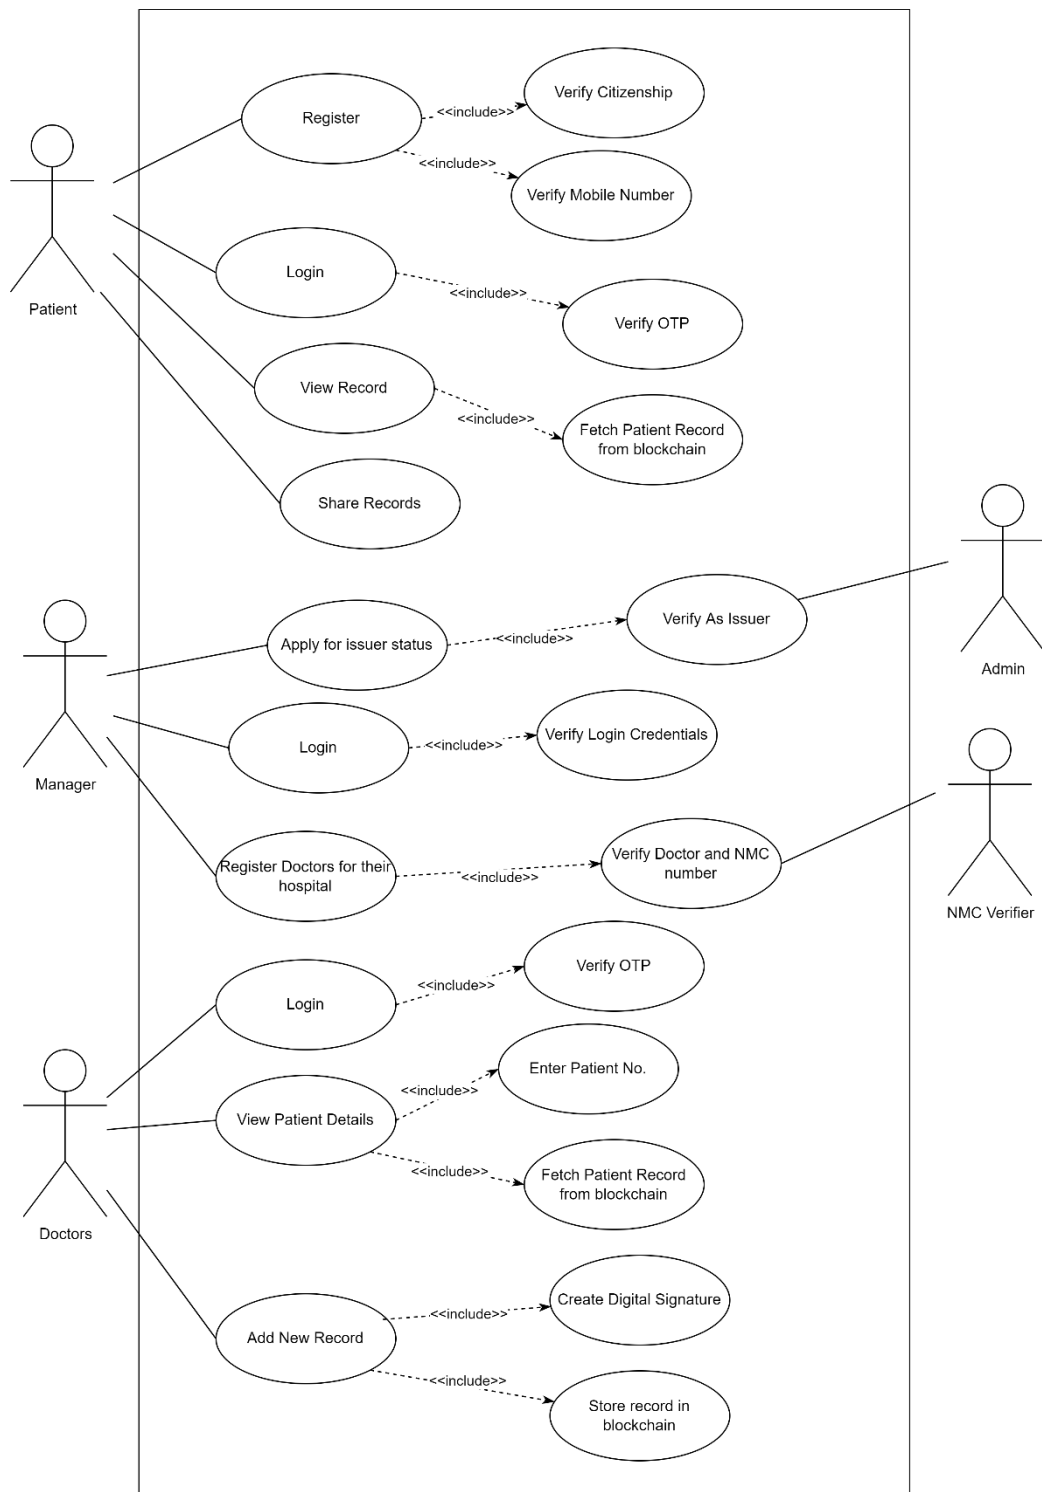 Verify Citizenship
Register
<<include>>
<<include>>
Verify Mobile Number
Login
<<include>>
Verify OTP
Patient
View Record
<<include>>
Fetch Patient Record
from blockchain
Share Records
Apply for issuer status
<<include>>
Verify As Issuer
Admin
Login
<<include>>
Verify Login Credentials
Manager
Register Doctors for their
hospital
<<include>>
Verify Doctor and NMC
number
NMC Verifier
Login
<<include>>
Verify OTP
View Patient Details
<<include>>
Enter Patient No.
<<include>>
Fetch Patient Record
from blockchain
Doctors
Add New Record
<<include>>
Create Digital Signature
<<include>>
Store record in
blockchain